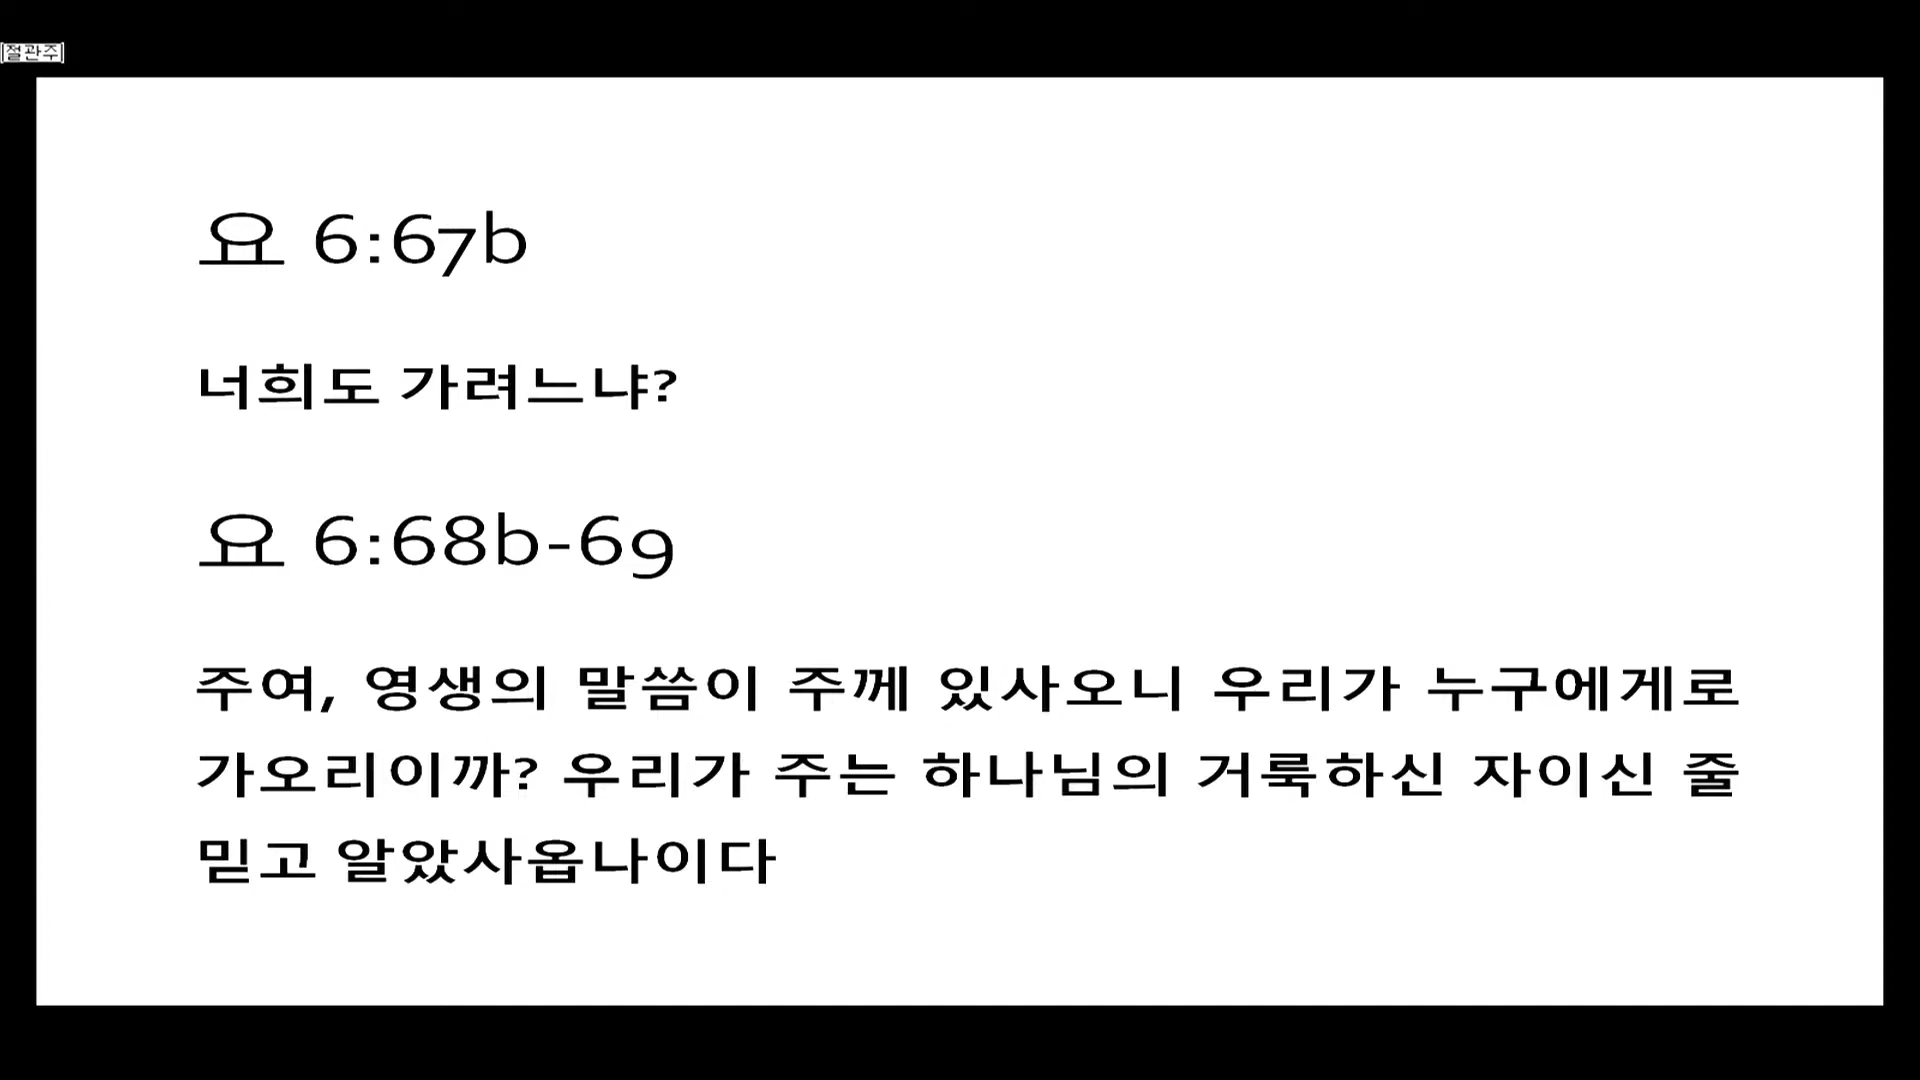 [절관주]
요 6:67b
너희도 가려느냐?
요 6:68b-69
주여, 영생의 말씀이 주께 있사오니 우리가 누구에게로
가오리이까? 우리가 주는 하나님의 거룩하신 자이신 줄
믿고 알았사옵나이다